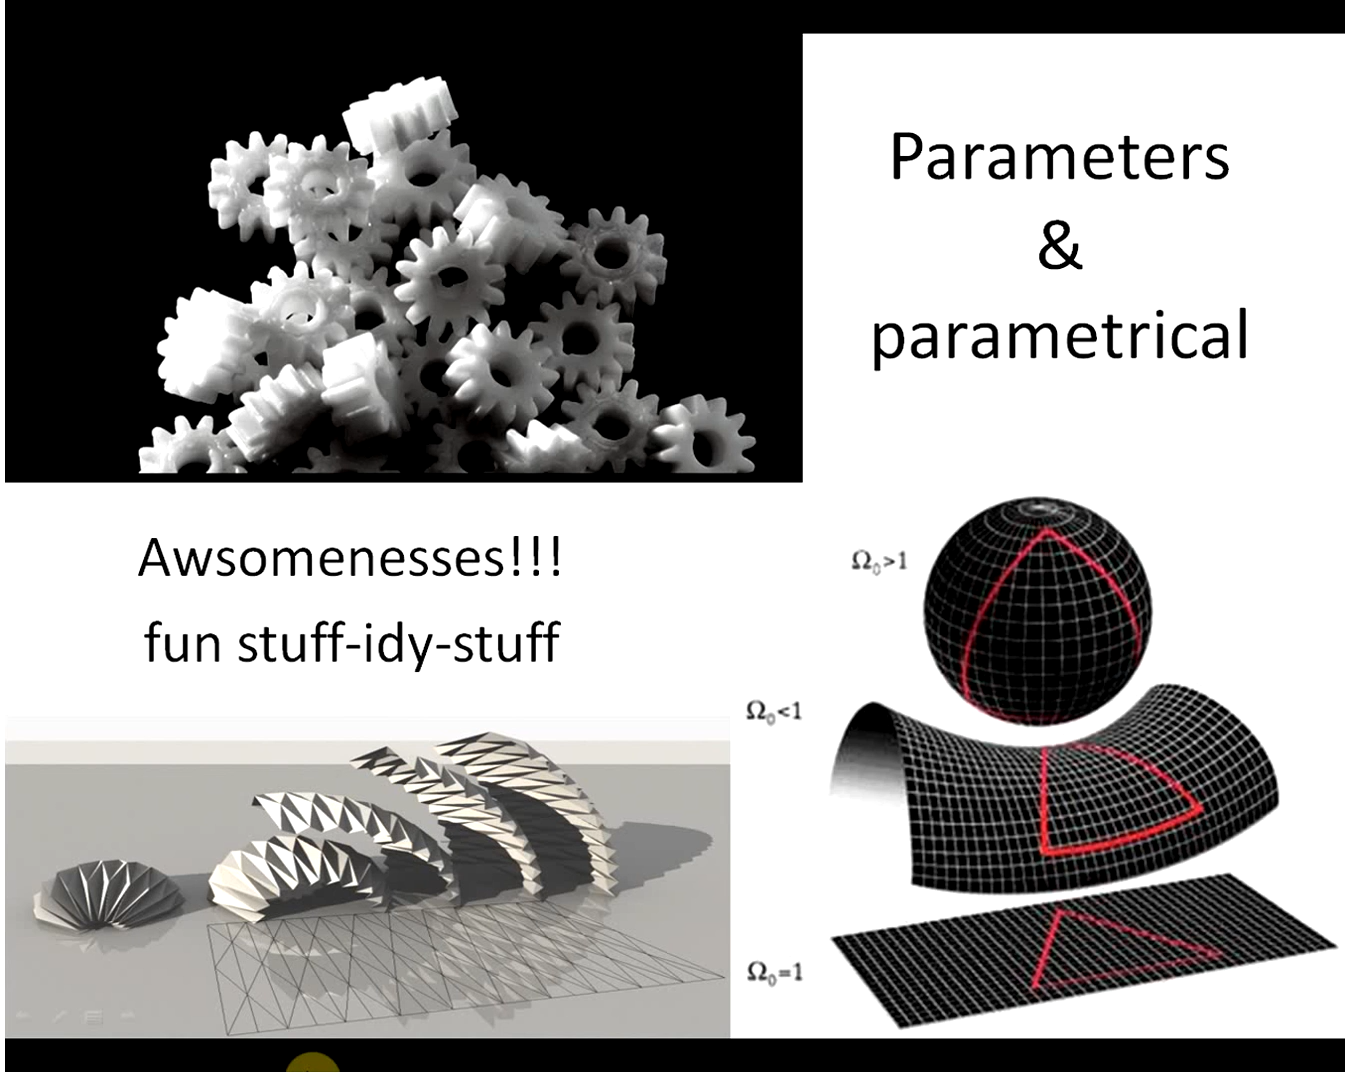 Parameters
&
parametrical
Awsomenesses!!!
fun stuff-idy-stuff
Ω₀>1
Ω₀<1
Ω₀=1